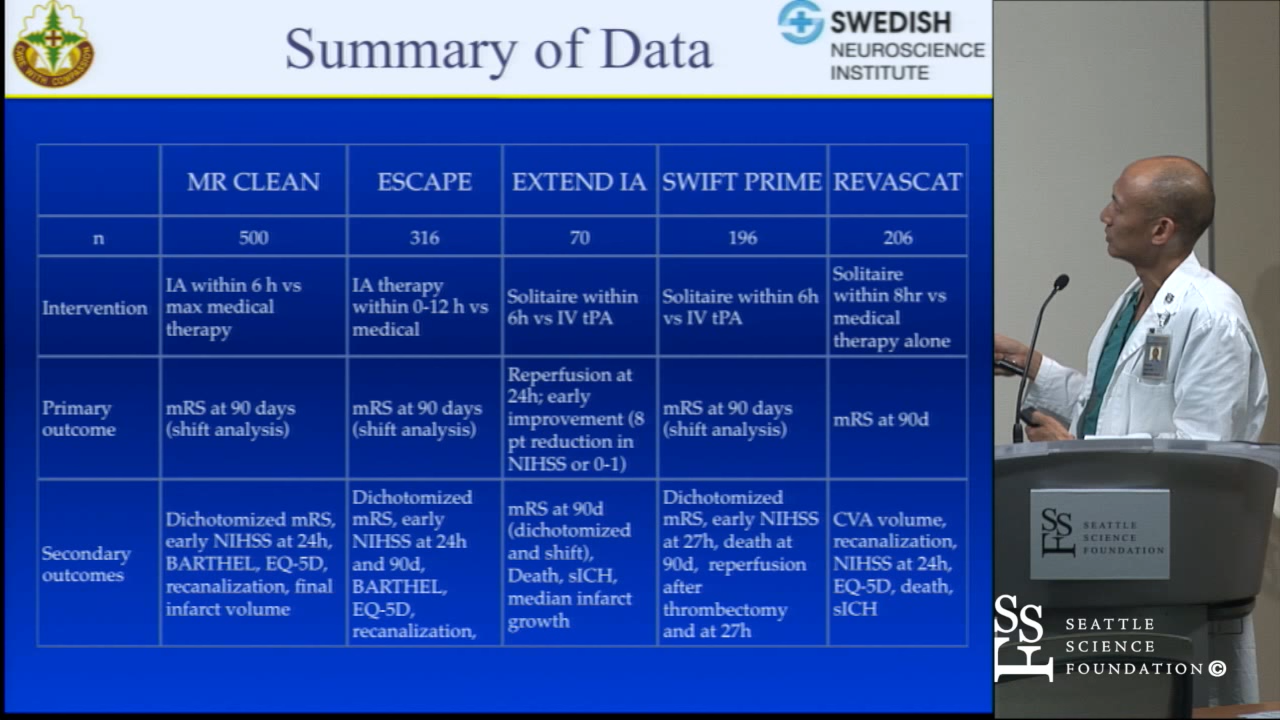 Summary of Data
SWEDISH
NEUROSCIENCE
INSTITUTE
MR CLEAN
ESCAPE
EXTEND IA
SWIFT PRIME
REVASCAT
n
500
316
70
196
206
Intervention
IA within 6 h vs
max medical
therapy
IA therapy
within 0-12 h vs
medical
Solitaire within
6h vs IV tPA
Solitaire within 6h
vs IV tPA
Solitaire
within 8hr vs
medical
therapy alone
Primary
outcome
mRS at 90 days
(shift analysis)
mRS at 90 days
(shift analysis)
Reperfusion at
24h; early
improvement (8
pt reduction in
NIHSS or 0-1)
mRS at 90 days
(shift analysis)
mRS at 90d
Secondary
outcomes
Dichotomized mRS,
early NIHSS at 24h,
BARTHEL, EQ-5D,
recanalization, final
infarct volume
Dichotomized
mRS, early
NIHSS at 24h
and 90d,
BARTHEL,
EQ-5D,
recanalization,
mRS at 90d
(dichotomized
and shift),
Death, sICH,
median infarct
growth
Dichotomized
mRS, early NIHSS
at 27h, death at
90d, reperfusion
after
thrombectomy
and at 27h
CVA volume,
recanalization,
NIHSS at 24h,
EQ-5D, death,
sICH
SSF
SEATTLE
SCIENCE
FOUNDATION
SSF
SEATTLE
SCIENCE
FOUNDATION©